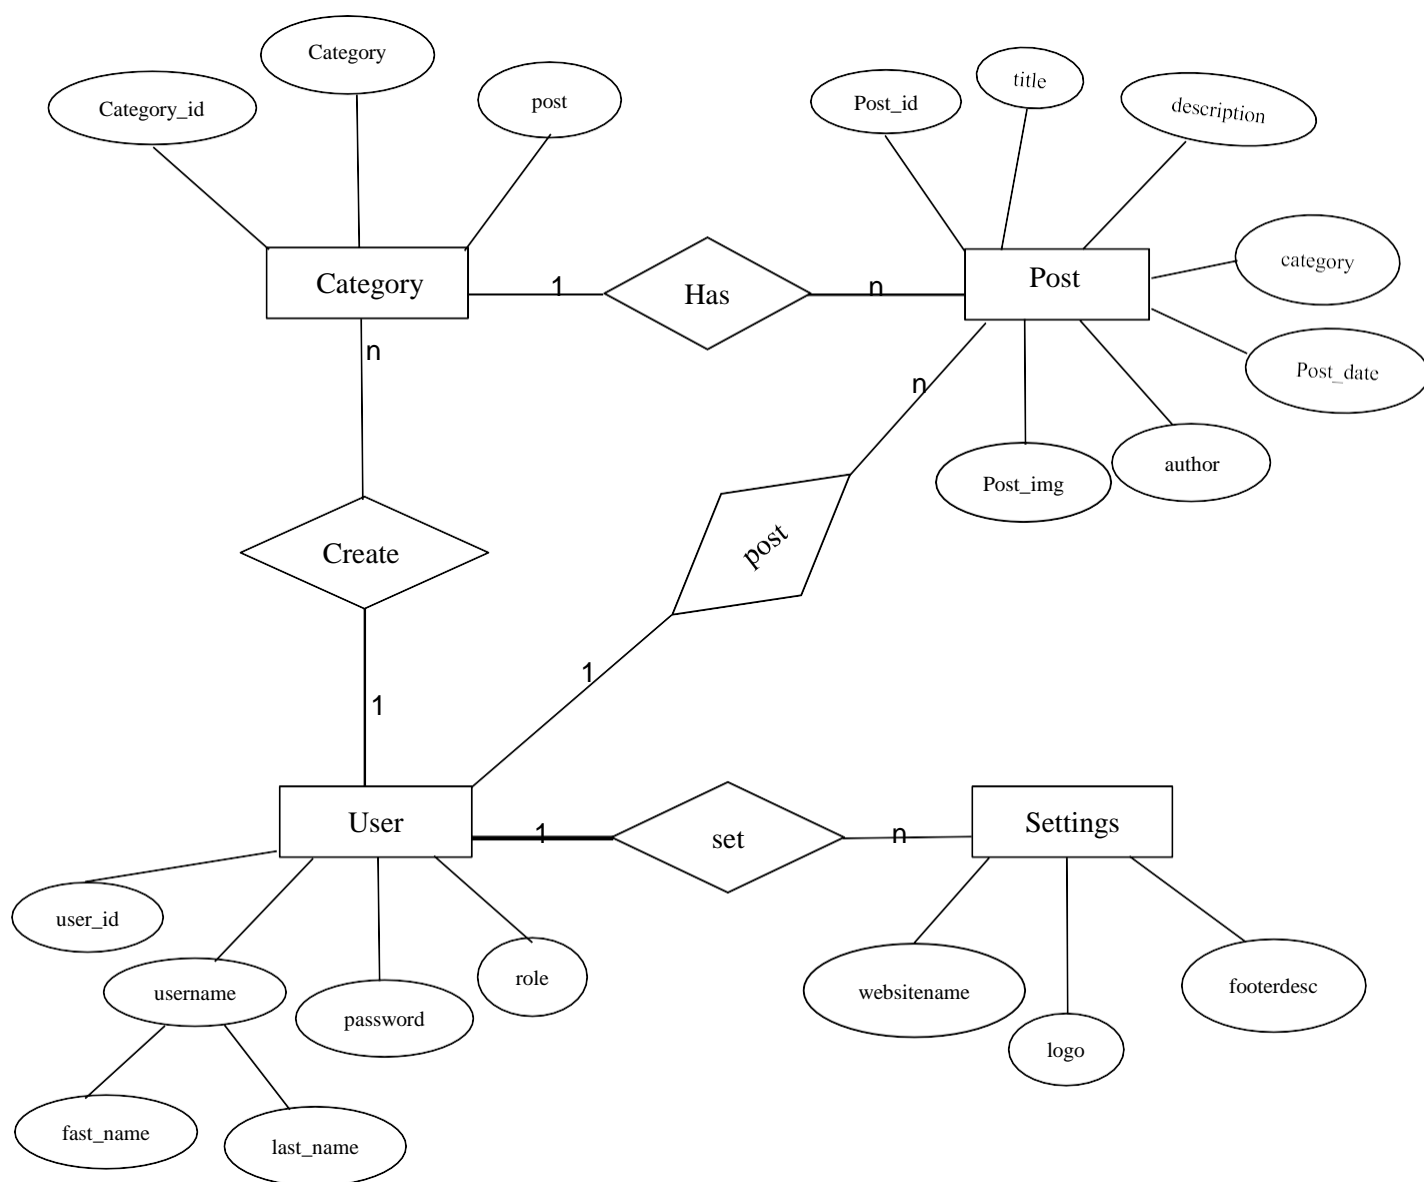 Category
title
Post_id
post
Category_id
description
category
Post
Category
1
Has
n
n
Post_date
n
author
Post_img
post
Create
1
1
User
1
set
n
Settings
user_id
role
username
password
websitename
footerdesc
logo
fast_name
last_name